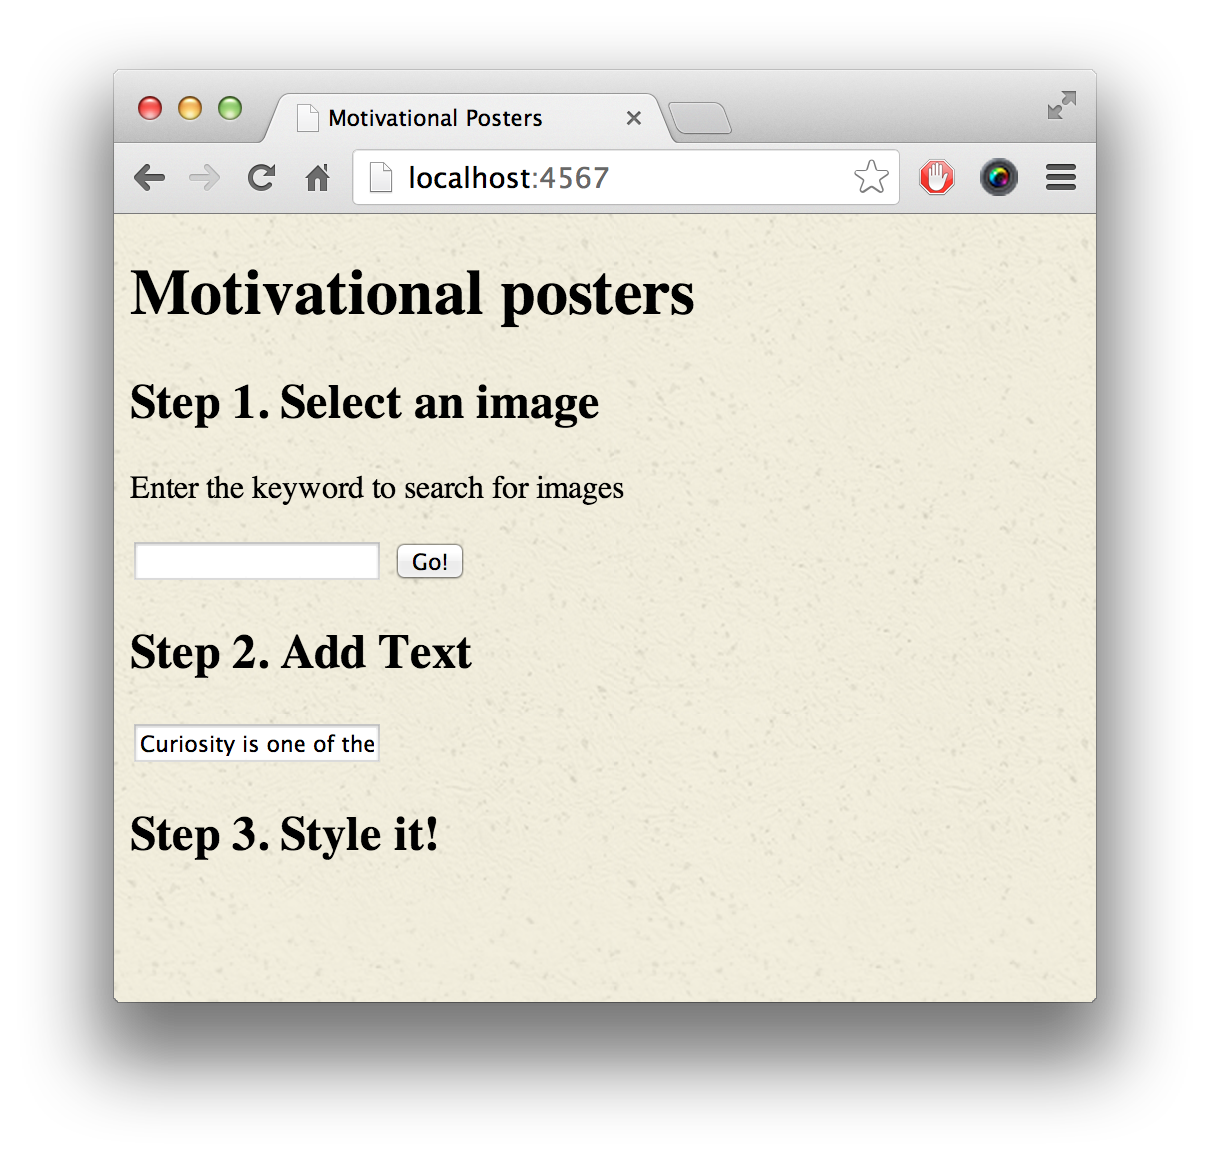 Motivational Posters
localhost:4567
Motivational posters
Step 1. Select an image
Enter the keyword to search for images
Go!
Step 2. Add Text
Curiosity is one of the
Step 3. Style it!